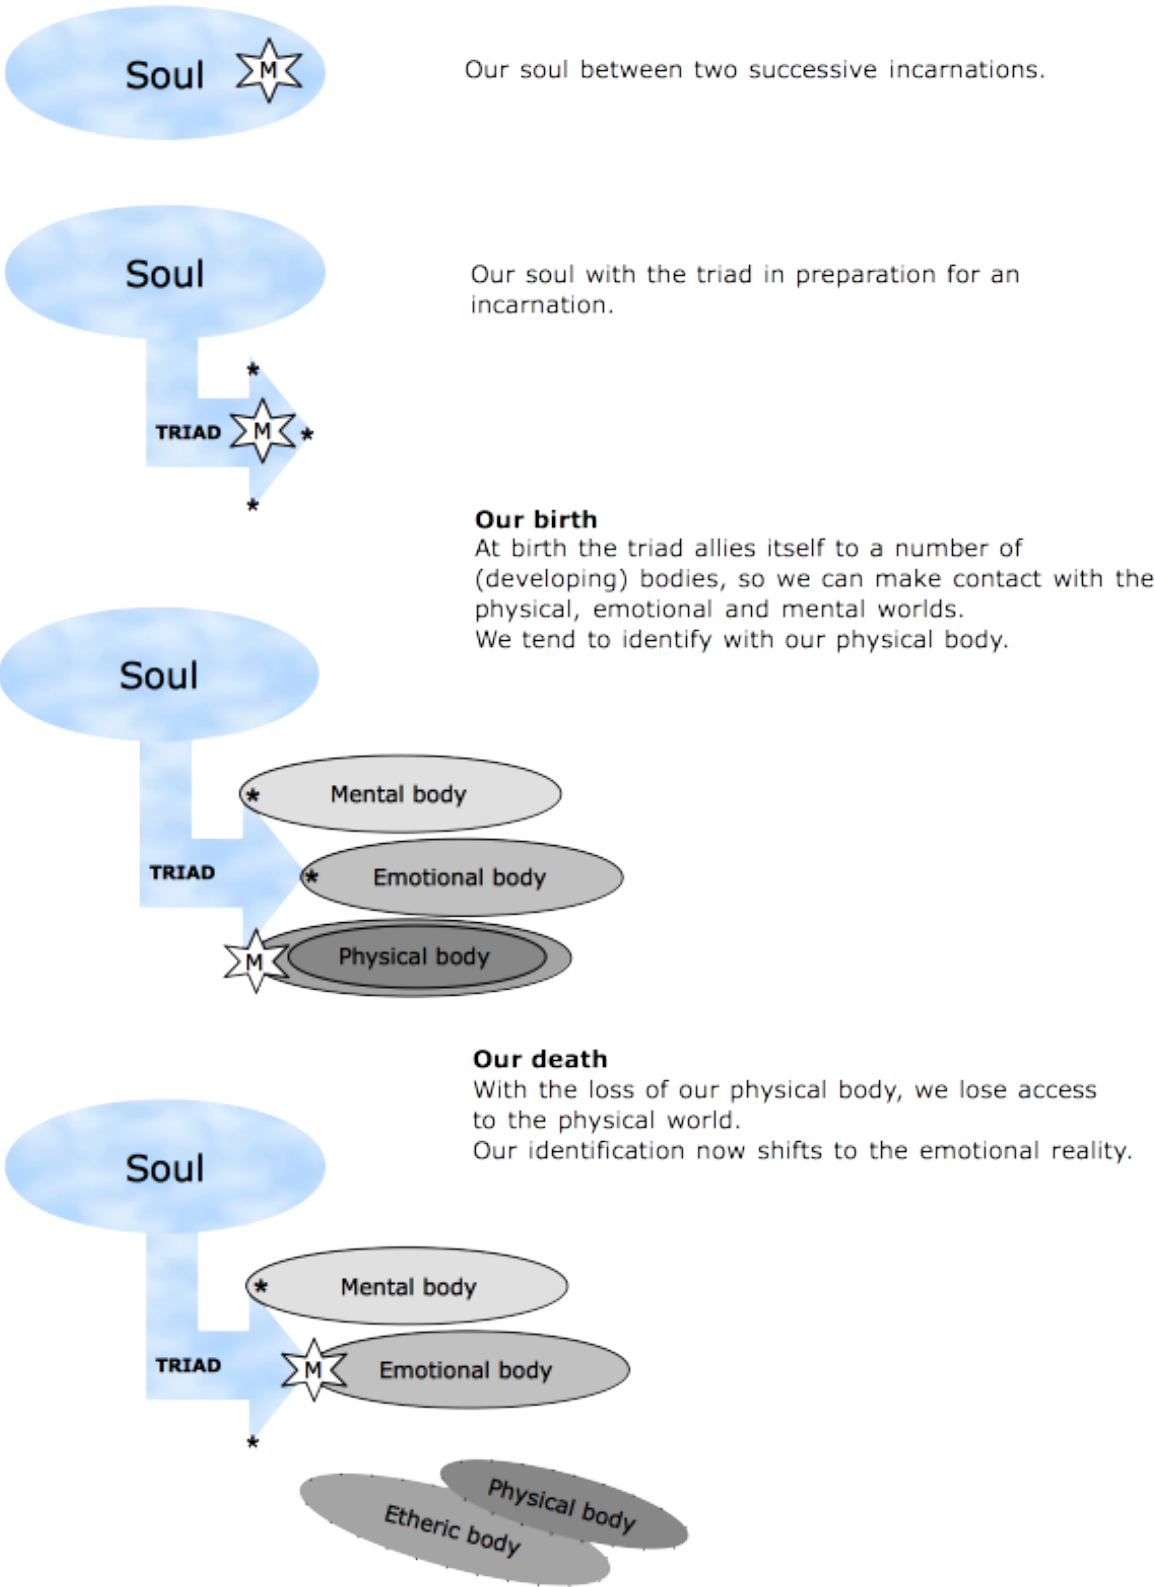 Soul M
Our soul between two successive incarnations.
Soul
Our soul with the triad in preparation for an
incarnation.
*
TRIAD M *
*
Our birth
At birth the triad allies itself to a number of
(developing) bodies, so we can make contact with the
physical, emotional and mental worlds.
We tend to identify with our physical body.
Soul
* Mental body
TRIAD * Emotional body
M Physical body
Our death
With the loss of our physical body, we lose access
to the physical world.
Our identification now shifts to the emotional reality.
Soul
* Mental body
TRIAD M Emotional body
*
Physical body
Etheric body